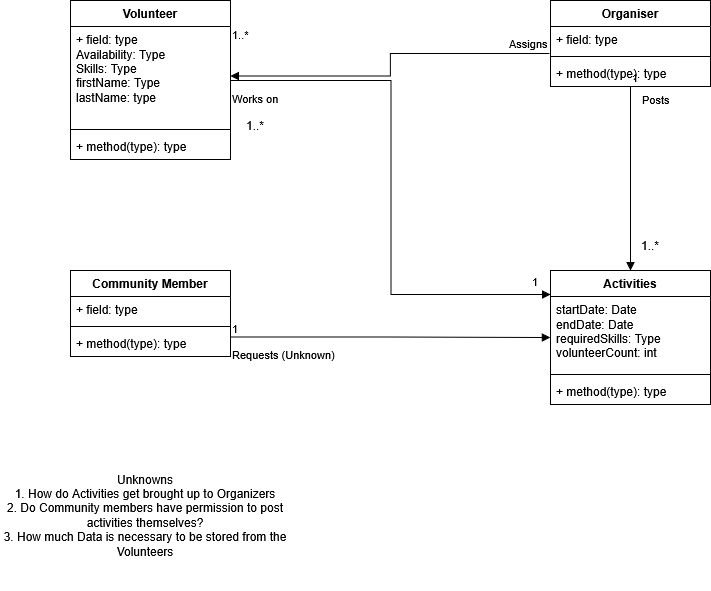 Volunteer
+ field: type
Availability: Type
Skills: Type
firstName: Type
lastName: type
+ method(type): type
1..*
Works on
1..*
Assigns
Organiser
+ field: type
+ method(type): type
Posts
1..*
Community Member
+ field: type
+ method(type): type
1
Requests (Unknown)
1
Activities
startDate: Date
endDate: Date
requiredSkills: Type
volunteerCount: int
+ method(type): type
Unknowns
1. How do Activities get brought up to Organizers
2. Do Community members have permission to post
activities themselves?
3. How much Data is necessary to be stored from the
Volunteers